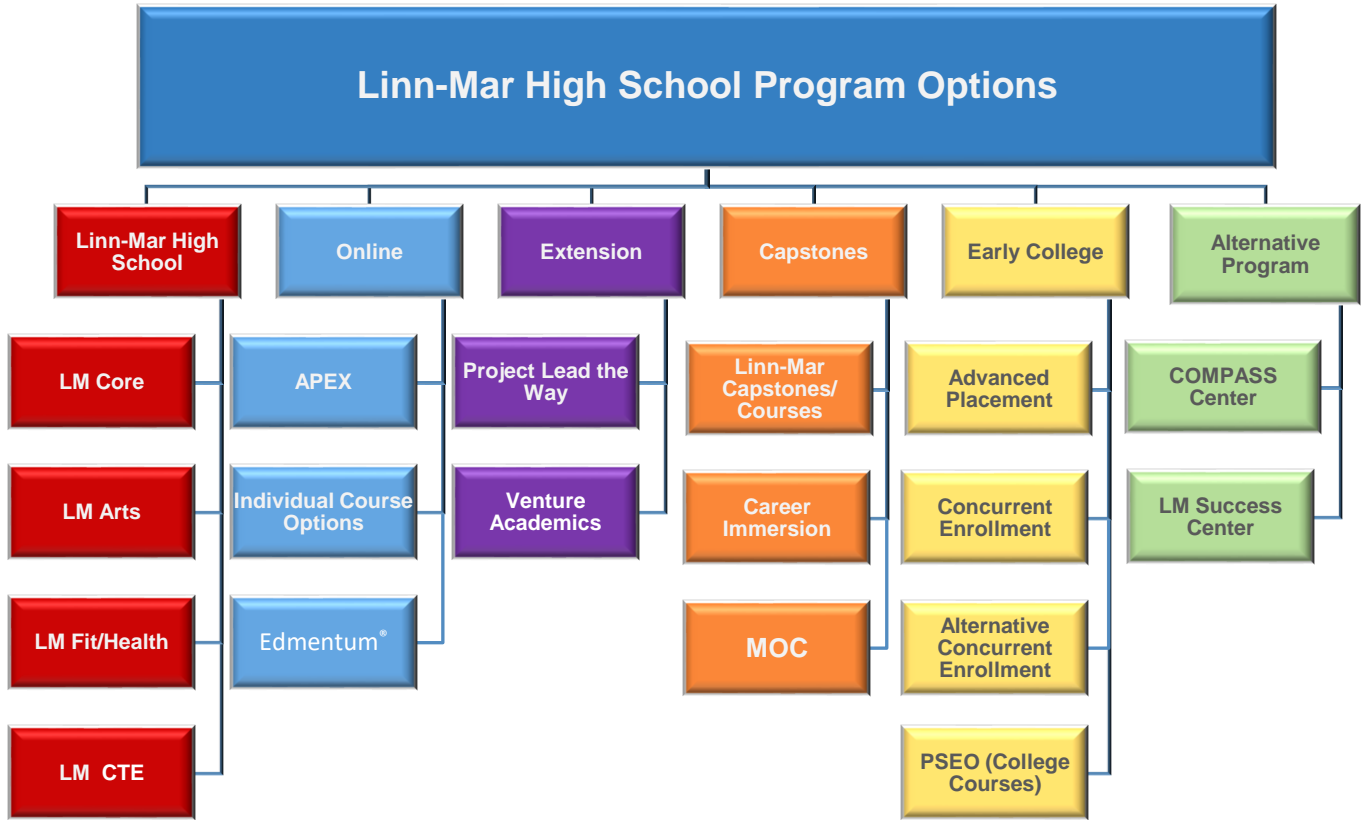 Linn-Mar High School Program Options
Linn-Mar High
School
Online
Extension
Capstones
Early College
Alternative
Program
LM Core
APEX
Project Lead the
Way
Linn-Mar
Capstones/
Courses
Advanced
Placement
COMPASS
Center
LM Arts
Individual Course
Options
Venture
Academics
Career
Immersion
Concurrent
Enrollment
LM Success
Center
LM Fit/Health
Edmentum®
MOC
Alternative
Concurrent
Enrollment
LM CTE
PSEO (College
Courses)